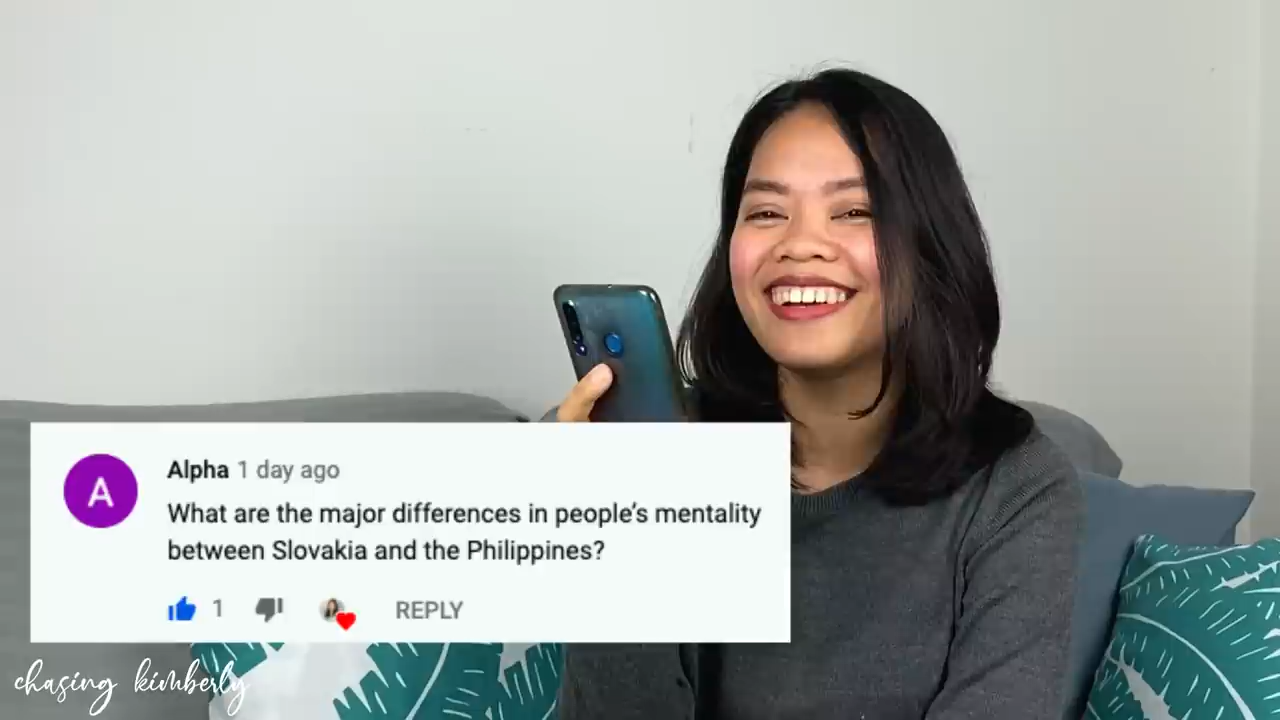 A
Alpha 1 day ago
What are the major differences in people's mentality
between Slovakia and the Philippines?
1
REPLY
chasing kimberly